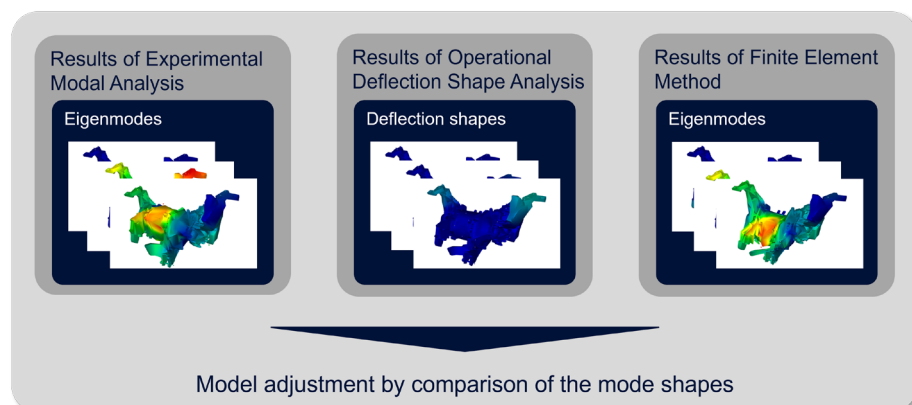 Results of Experimental
Modal Analysis
Eigenmodes
Results of Operational
Deflection Shape Analysis
Deflection shapes
Results of Finite Element
Method
Eigenmodes
Model adjustment by comparison of the mode shapes